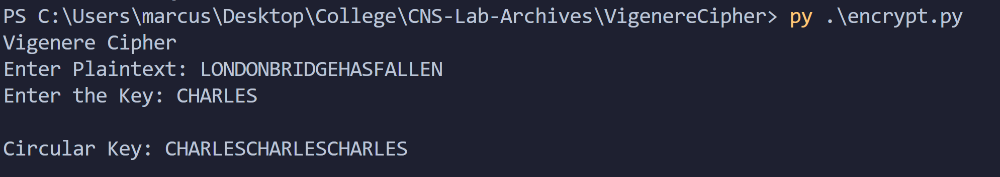 PS C:\Users\marcus\Desktop\College\CNS-Lab-Archives\VigenereCipher> py .\encrypt.py
Vigenere Cipher
Enter Plaintext: LONDONBRIDGEHASFALLEN
Enter the Key: CHARLES
Circular Key: CHARLESCHARLESCHARLES